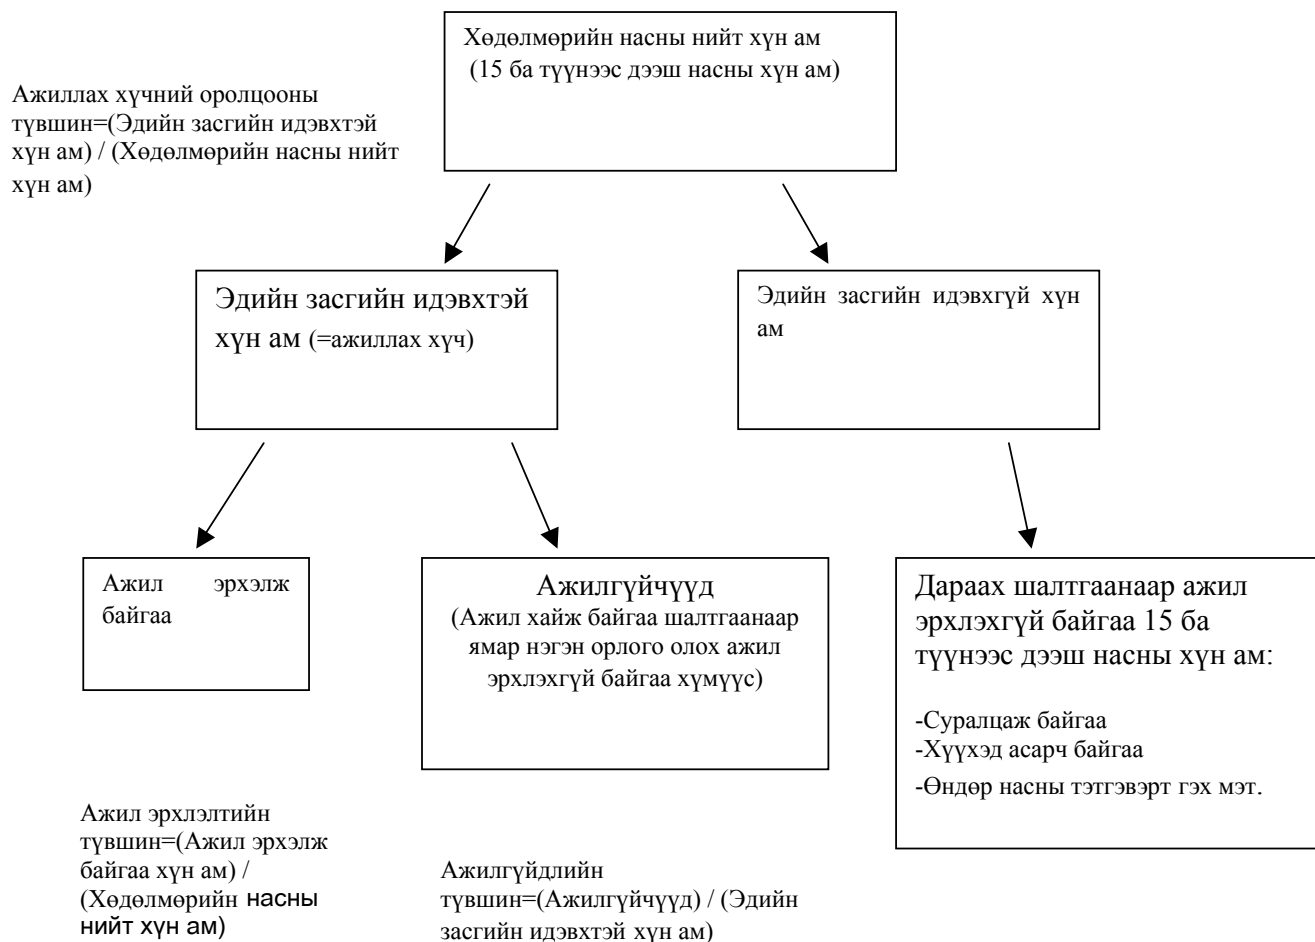 Хөдөлмөрийн насны нийт хүн ам
(15 ба түүнээс дээш насны хүн ам)
Ажиллах хүчний оролцооны
түвшин=(Эдийн засгийн идэвхтэй
хүн ам) / (Хөдөлмөрийн насны нийт
хүн ам)
Эдийн засгийн идэвхтэй
хүн ам (=ажиллах хүч)
Эдийн засгийн идэвхгүй хүн
ам
Ажил эрхэлж
байгаа
Ажилгүйчүүд
(Ажил хайж байгаа шалтгаанаар
ямар нэгэн орлого олох ажил
эрхлэхгүй байгаа хүмүүс)
Дараах шалтгаанаар ажил
эрхлэхгүй байгаа 15 ба
түүнээс дээш насны хүн ам:
-Суралцаж байгаа
-Хүүхэд асарч байгаа
-Өндөр насны тэтгэвэрт гэх мэт.
Ажил эрхлэлтийн
түвшин=(Ажил эрхэлж
байгаа хүн ам) /
(Хөдөлмөрийн насны
нийт хүн ам)
Ажилгүйдлийн
түвшин=(Ажилгүйчүүд) / (Эдийн
засгийн идэвхтэй хүн ам)